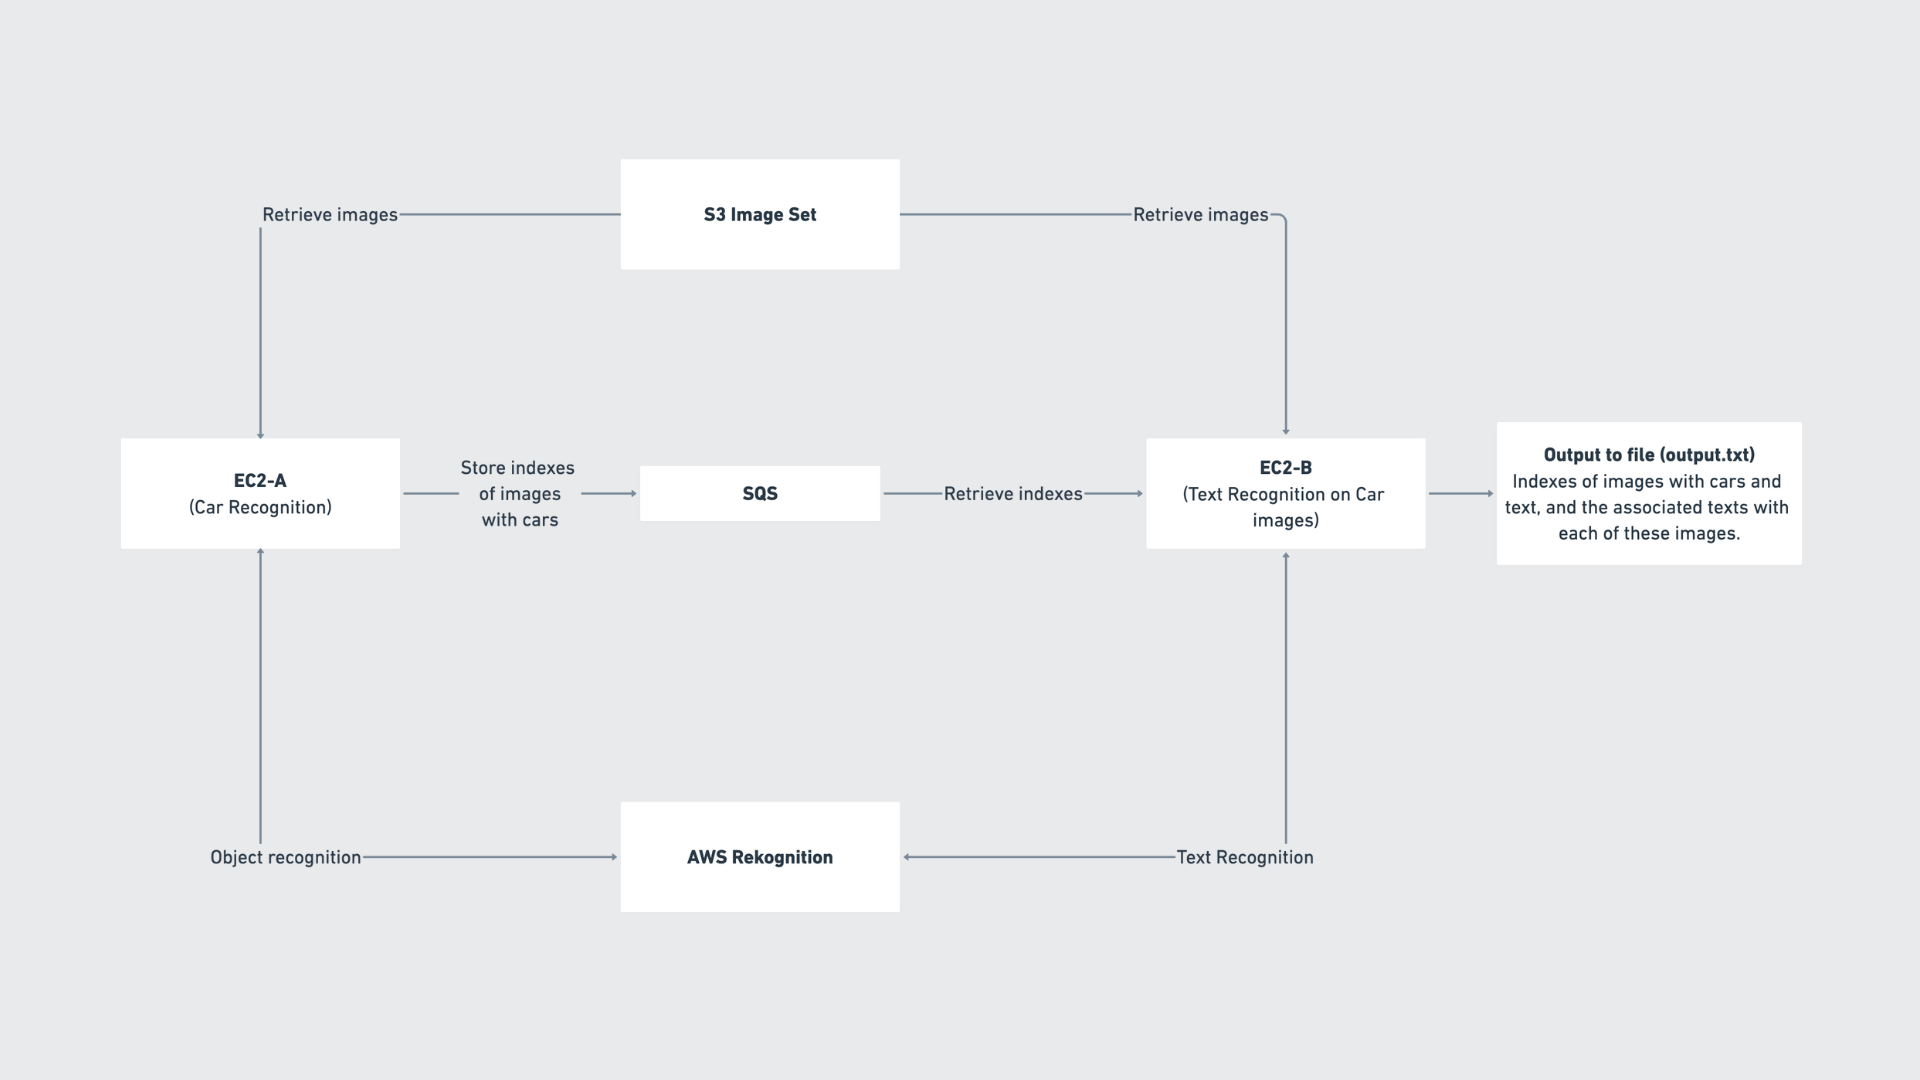 Retrieve images
S3 Image Set
Retrieve images
EC2-A
(Car Recognition)
Store indexes
of images
with cars
SQS
Retrieve indexes
EC2-B
(Text Recognition on Car
images)
Output to file (output.txt)
Indexes of images with cars and
text, and the associated texts with
each of these images.
Object recognition
AWS Rekognition
Text Recognition